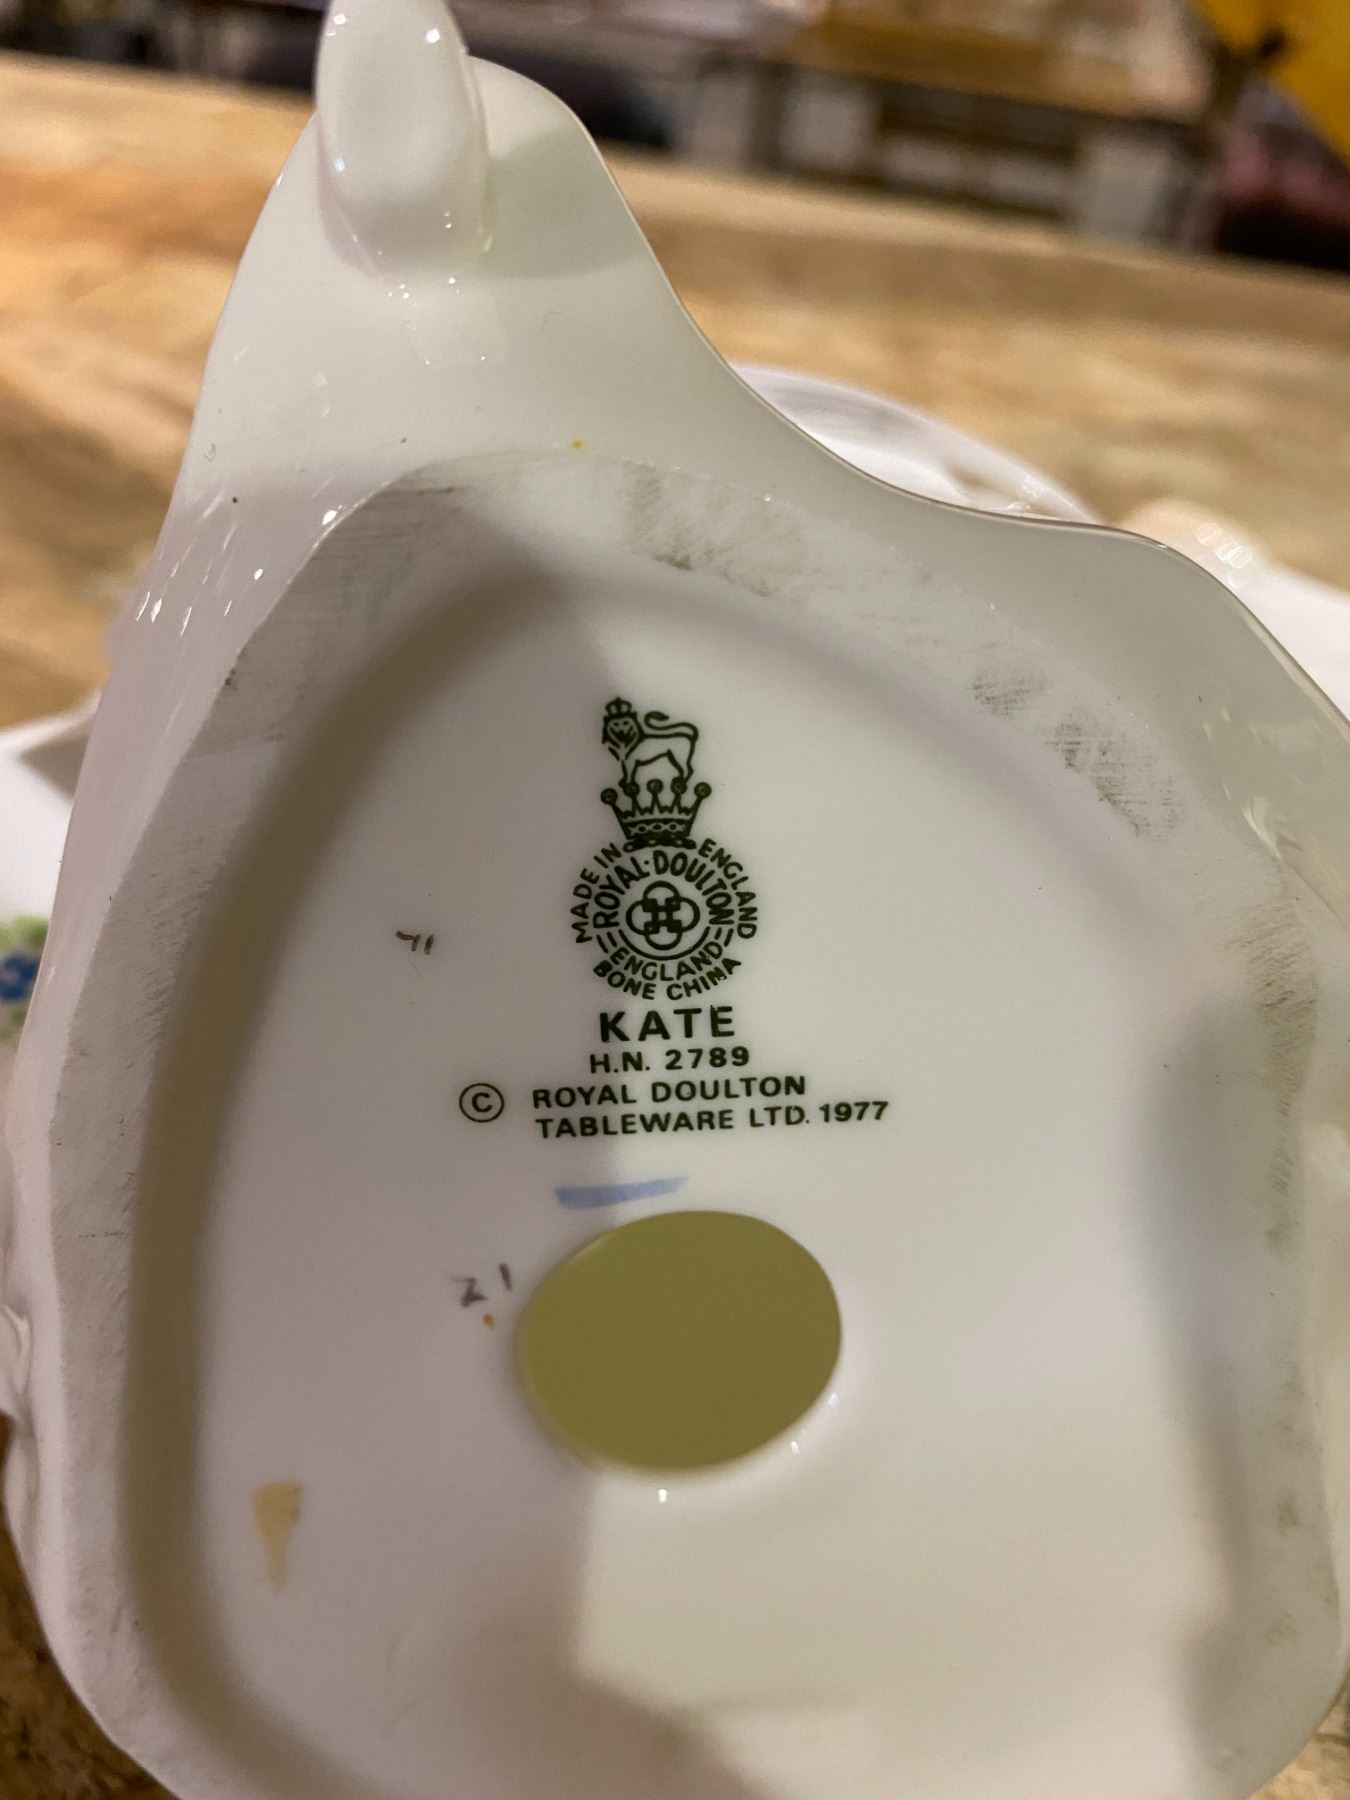 MADE IN ENGLAND
ROYAL·DOULTON
ENGLAND
BONE CHINA
KATE
H.N. 2789
© ROYAL DOULTON
TABLEWARE LTD. 1977